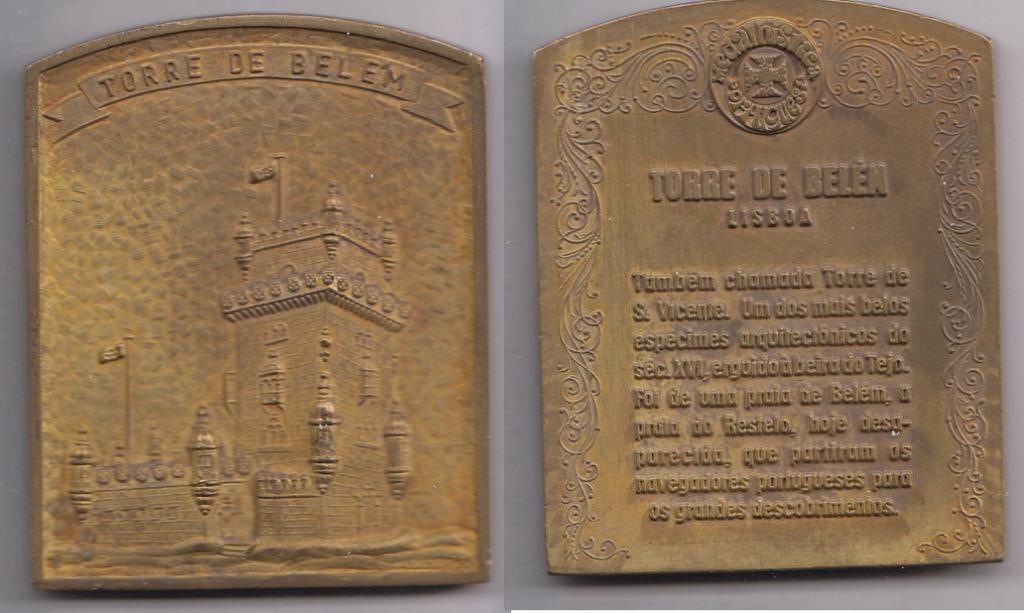 TORRE DE BELÉM
Medalhística
Portuguesa
TORRE DE BELÉM
LISBOA
Também chamada Torre de
S. Vicente. Um dos mais belos
especimes arquitectónicos do
séc. XVI, erguido à beira do Tejo.
Foi de uma praia de Belém, a
praia do Restelo, hoje desa-
parecida, que partiram os
navegadores portugueses para
os grandes descobrimentos.